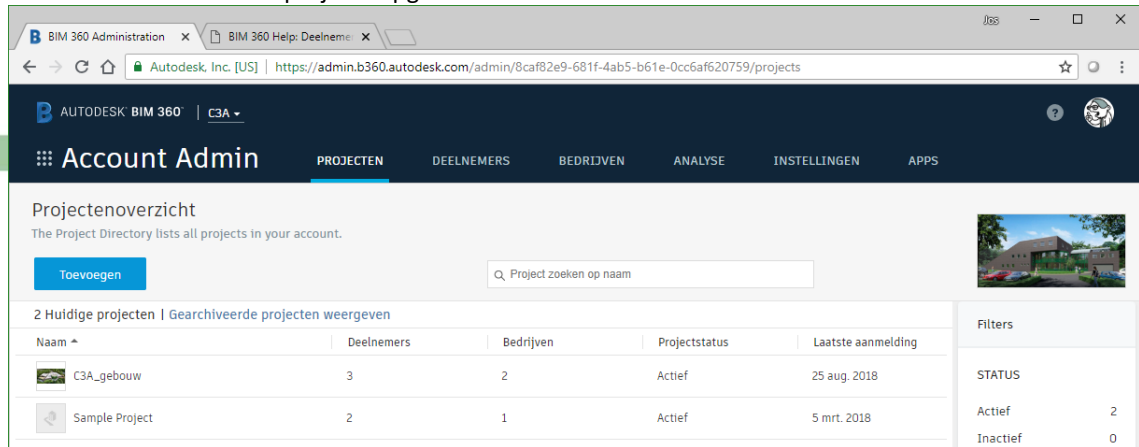 Jos
BIM 360 Administration
BIM 360 Help: Deelneme
Autodesk, Inc. [US] | https://admin.b360.autodesk.com/admin/8caf82e9-681f-4ab5-b61e-0cc6af620759/projects
AUTODESK® BIM 360™ | C3A
Account Admin PROJECTEN DEELNEMERS BEDRIJVEN ANALYSE INSTELLINGEN APPS
Projectenoverzicht
The Project Directory lists all projects in your account.
Toevoegen
Project zoeken op naam
2 Huidige projecten | Gearchiveerde projecten weergeven
Filters
Naam Deelnemers Bedrijven Projectstatus Laatste aanmelding
C3A_gebouw 3 2 Actief 25 aug. 2018
STATUS
Sample Project 2 1 Actief 5 mrt. 2018
Actief 2
Inactief 0